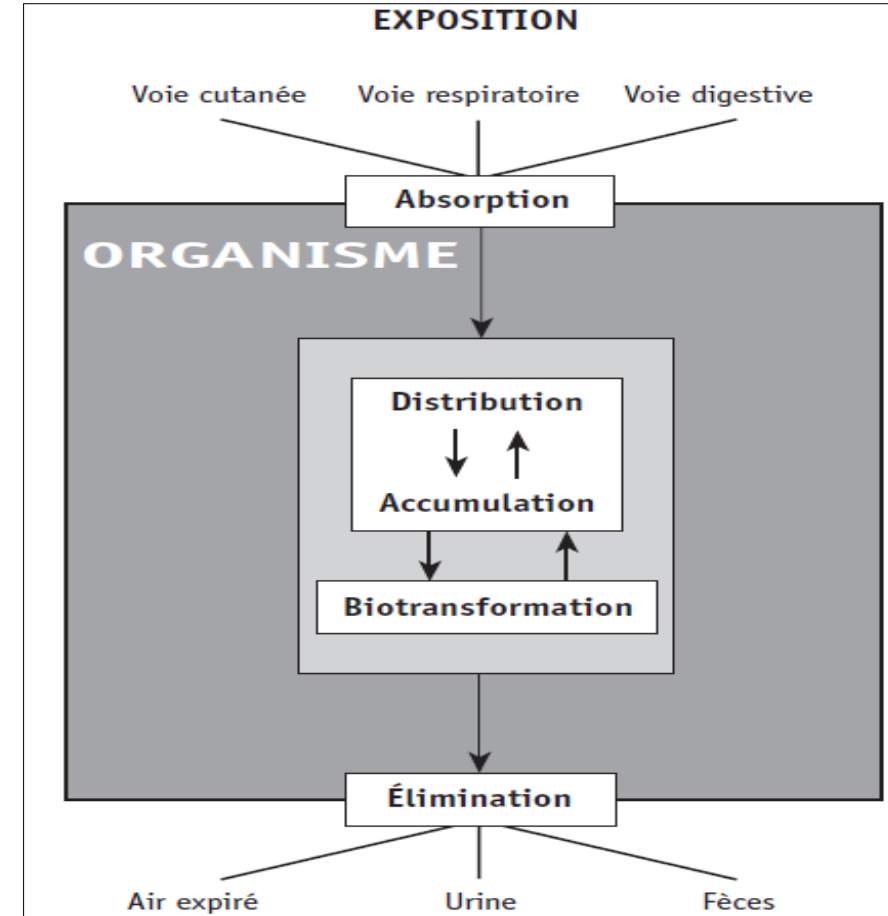 EXPOSITION
Voie cutanée Voie respiratoire Voie digestive
Absorption
ORGANISME
Distribution
Accumulation
Biotransformation
Élimination
Air expiré Urine Fèces